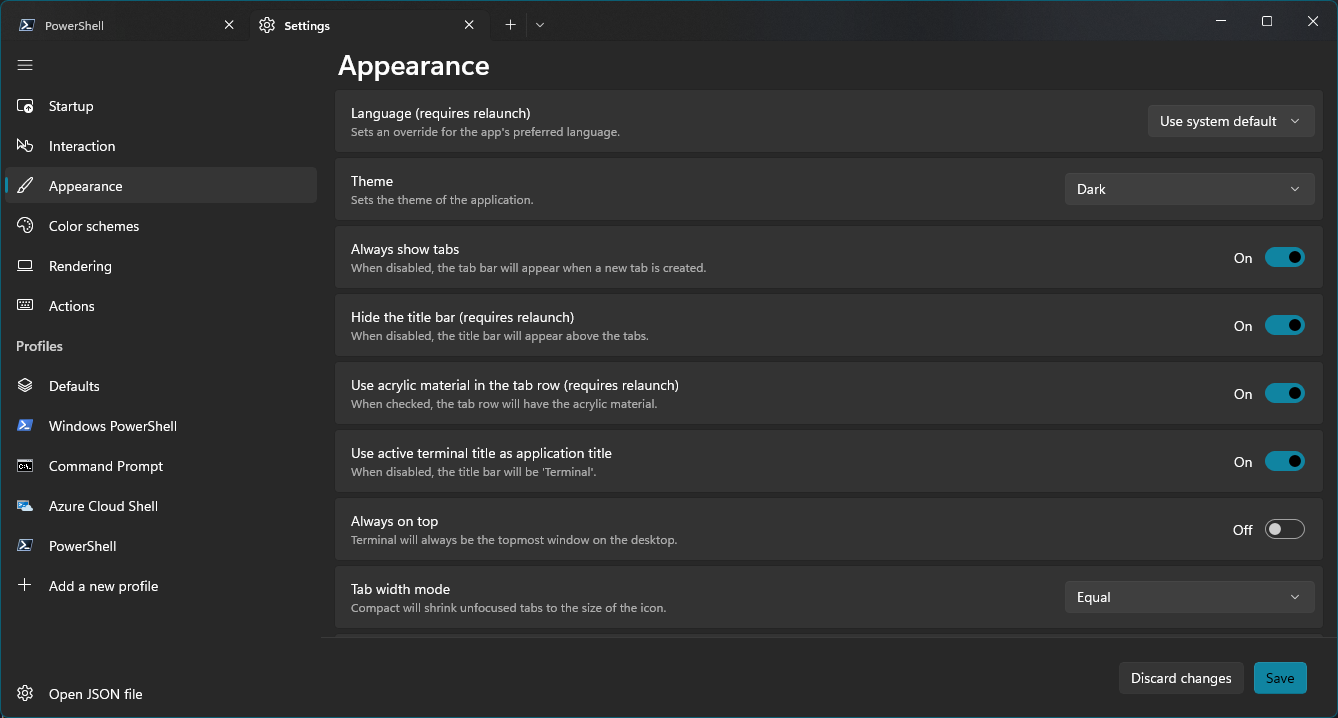 PowerShell
Settings
Startup
Interaction
Appearance
Color schemes
Rendering
Actions
Profiles
Defaults
Windows PowerShell
Command Prompt
Azure Cloud Shell
PowerShell
Add a new profile
Open JSON file
Appearance
Language (requires relaunch)
Sets an override for the app's preferred language.
Use system default
Theme
Sets the theme of the application.
Dark
Always show tabs
When disabled, the tab bar will appear when a new tab is created.
On
Hide the title bar (requires relaunch)
When disabled, the title bar will appear above the tabs.
On
Use acrylic material in the tab row (requires relaunch)
When checked, the tab row will have the acrylic material.
On
Use active terminal title as application title
When disabled, the title bar will be 'Terminal'.
On
Always on top
Terminal will always be the topmost window on the desktop.
Off
Tab width mode
Compact will shrink unfocused tabs to the size of the icon.
Equal
Discard changes
Save